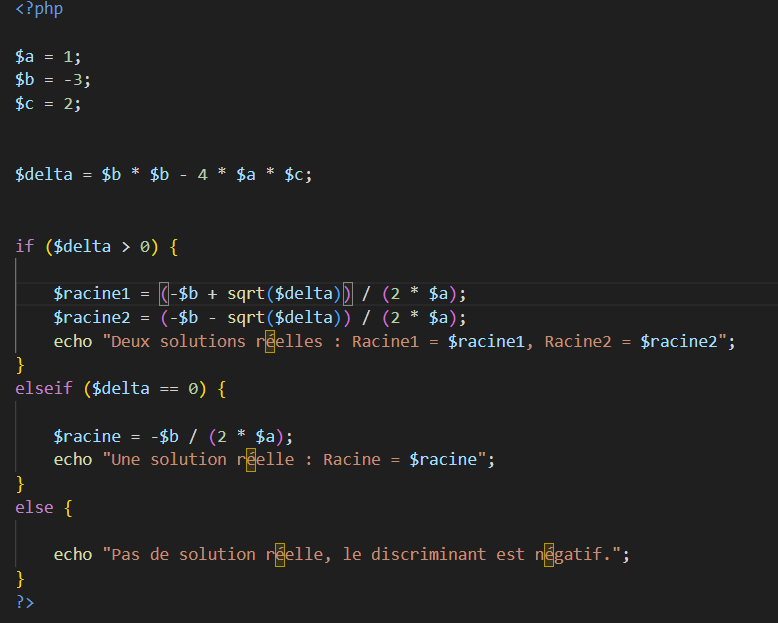 <?php
$a = 1;
$b = -3;
$c = 2;
$delta = $b * $b - 4 * $a * $c;
if ($delta > 0) {
$racine1 = (-$b + sqrt($delta)) / (2 * $a);
$racine2 = (-$b - sqrt($delta)) / (2 * $a);
echo "Deux solutions réelles : Racine1 = $racine1, Racine2 = $racine2";
}
elseif ($delta == 0) {
$racine = -$b / (2 * $a);
echo "Une solution réelle : Racine = $racine";
}
else {
echo "Pas de solution réelle, le discriminant est négatif.";
}
?>